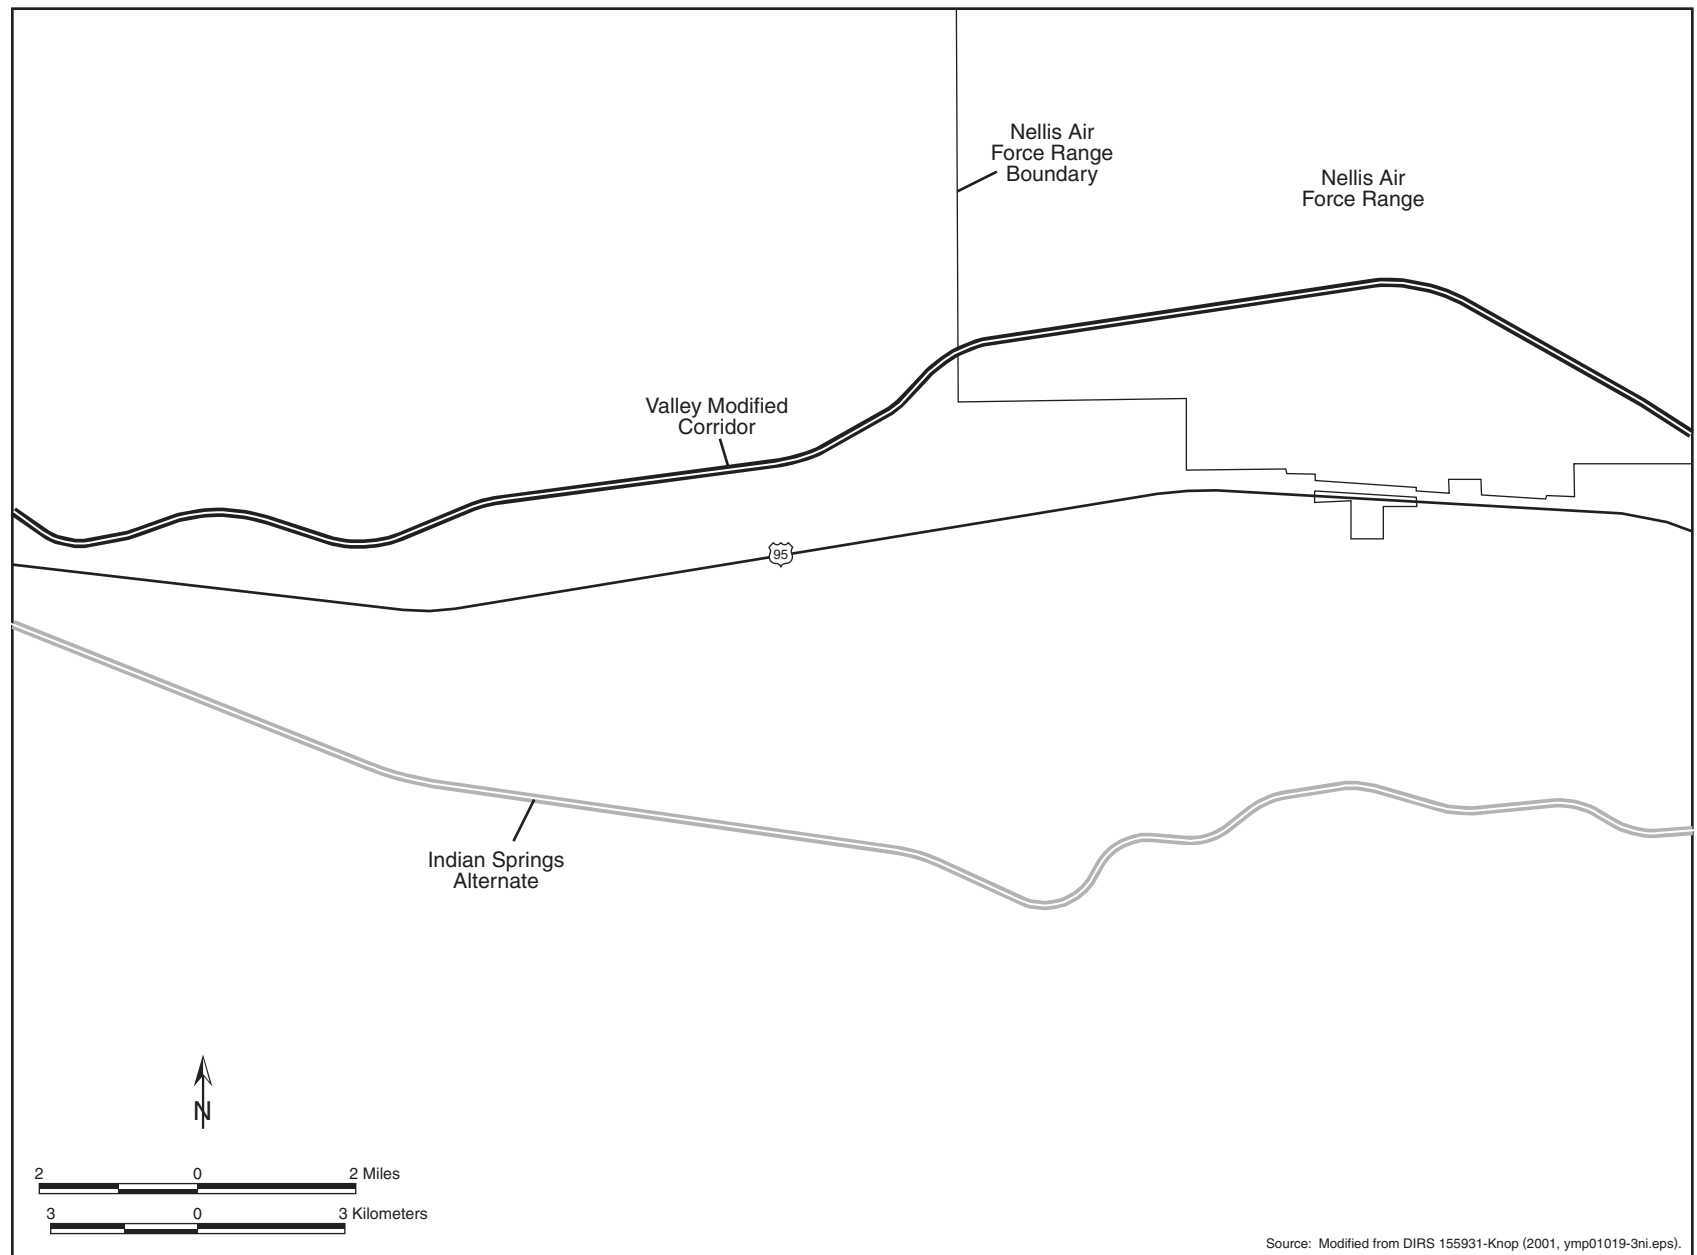 Nellis Air
Force Range
Boundary
Nellis Air
Force Range
Valley Modified
Corridor
95
Indian Springs
Alternate
N
2 0 2 Miles
3 0 3 Kilometers
Source: Modified from DIRS 155931-Knop (2001, ymp01019-3ni.eps).